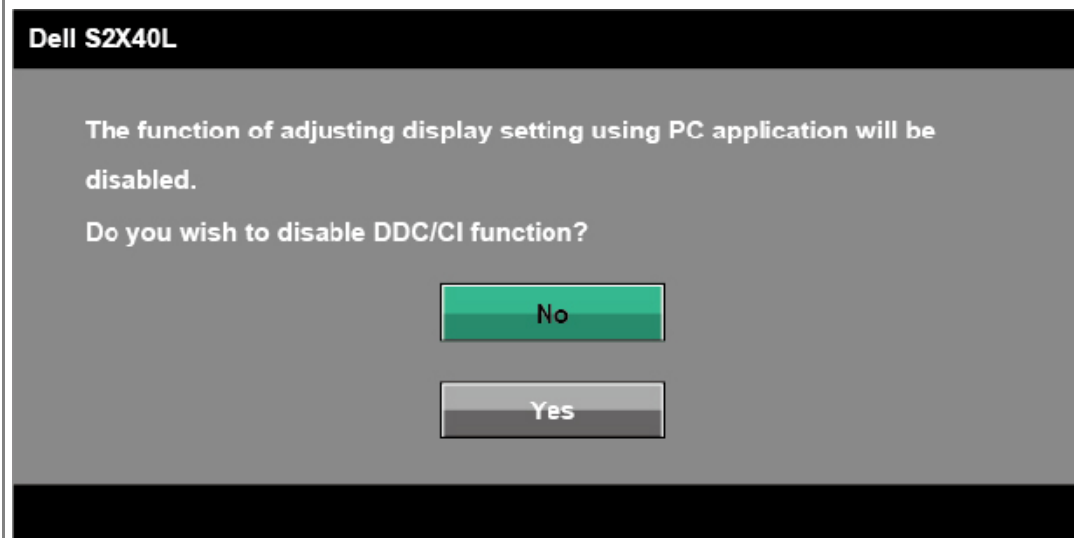 Dell S2X40L
The function of adjusting display setting using PC application will be
disabled.
Do you wish to disable DDC/CI function?
No
Yes